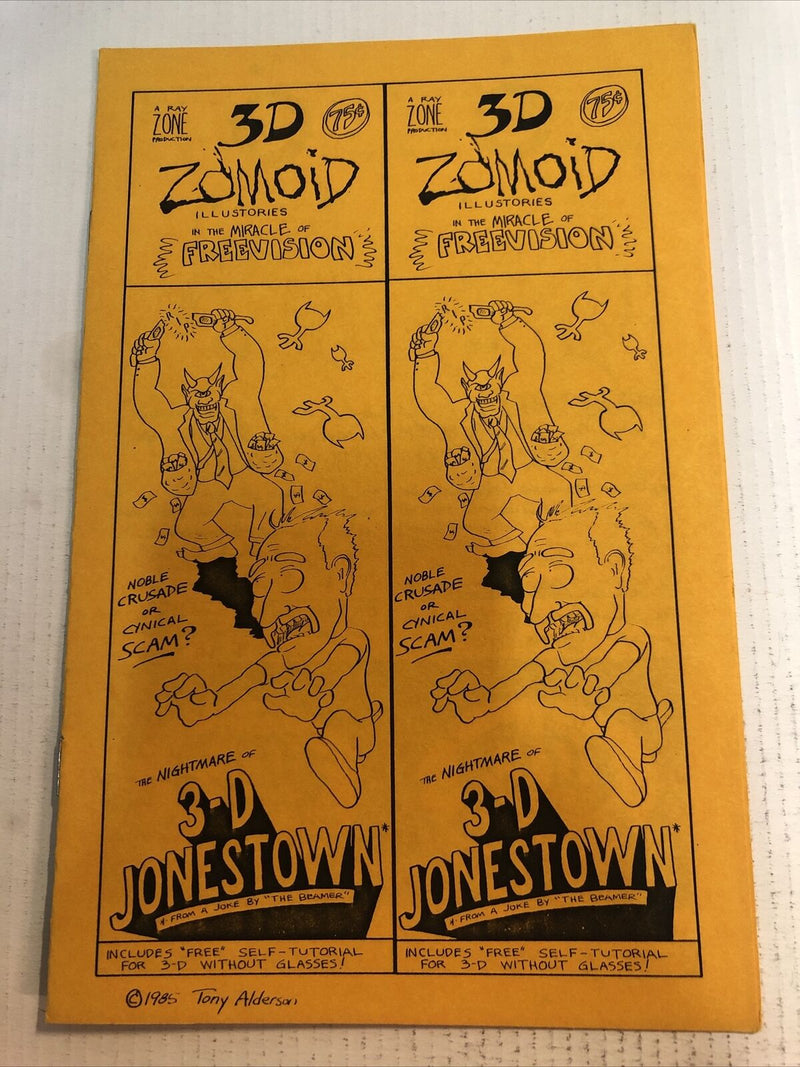 A RAY
ZONE
PRODUCTION
3D
75¢
ZOMOID
ILLUSTORIES
IN THE MIRACLE OF
FREEVISION
NOBLE
CRUSADE
OR
CYNICAL
SCAM?
THE NIGHTMARE OF
3-D
JONESTOWN*
* FROM A JOKE BY "THE BEAMER"
INCLUDES "FREE" SELF-TUTORIAL
FOR 3-D WITHOUT GLASSES!
A RAY
ZONE
PRODUCTION
3D
75¢
ZOMOID
ILLUSTORIES
IN THE MIRACLE OF
FREEVISION
NOBLE
CRUSADE
OR
CYNICAL
SCAM?
THE NIGHTMARE OF
3-D
JONESTOWN*
* FROM A JOKE BY "THE BEAMER"
INCLUDES "FREE" SELF-TUTORIAL
FOR 3-D WITHOUT GLASSES!
©1985 Tony Alderson